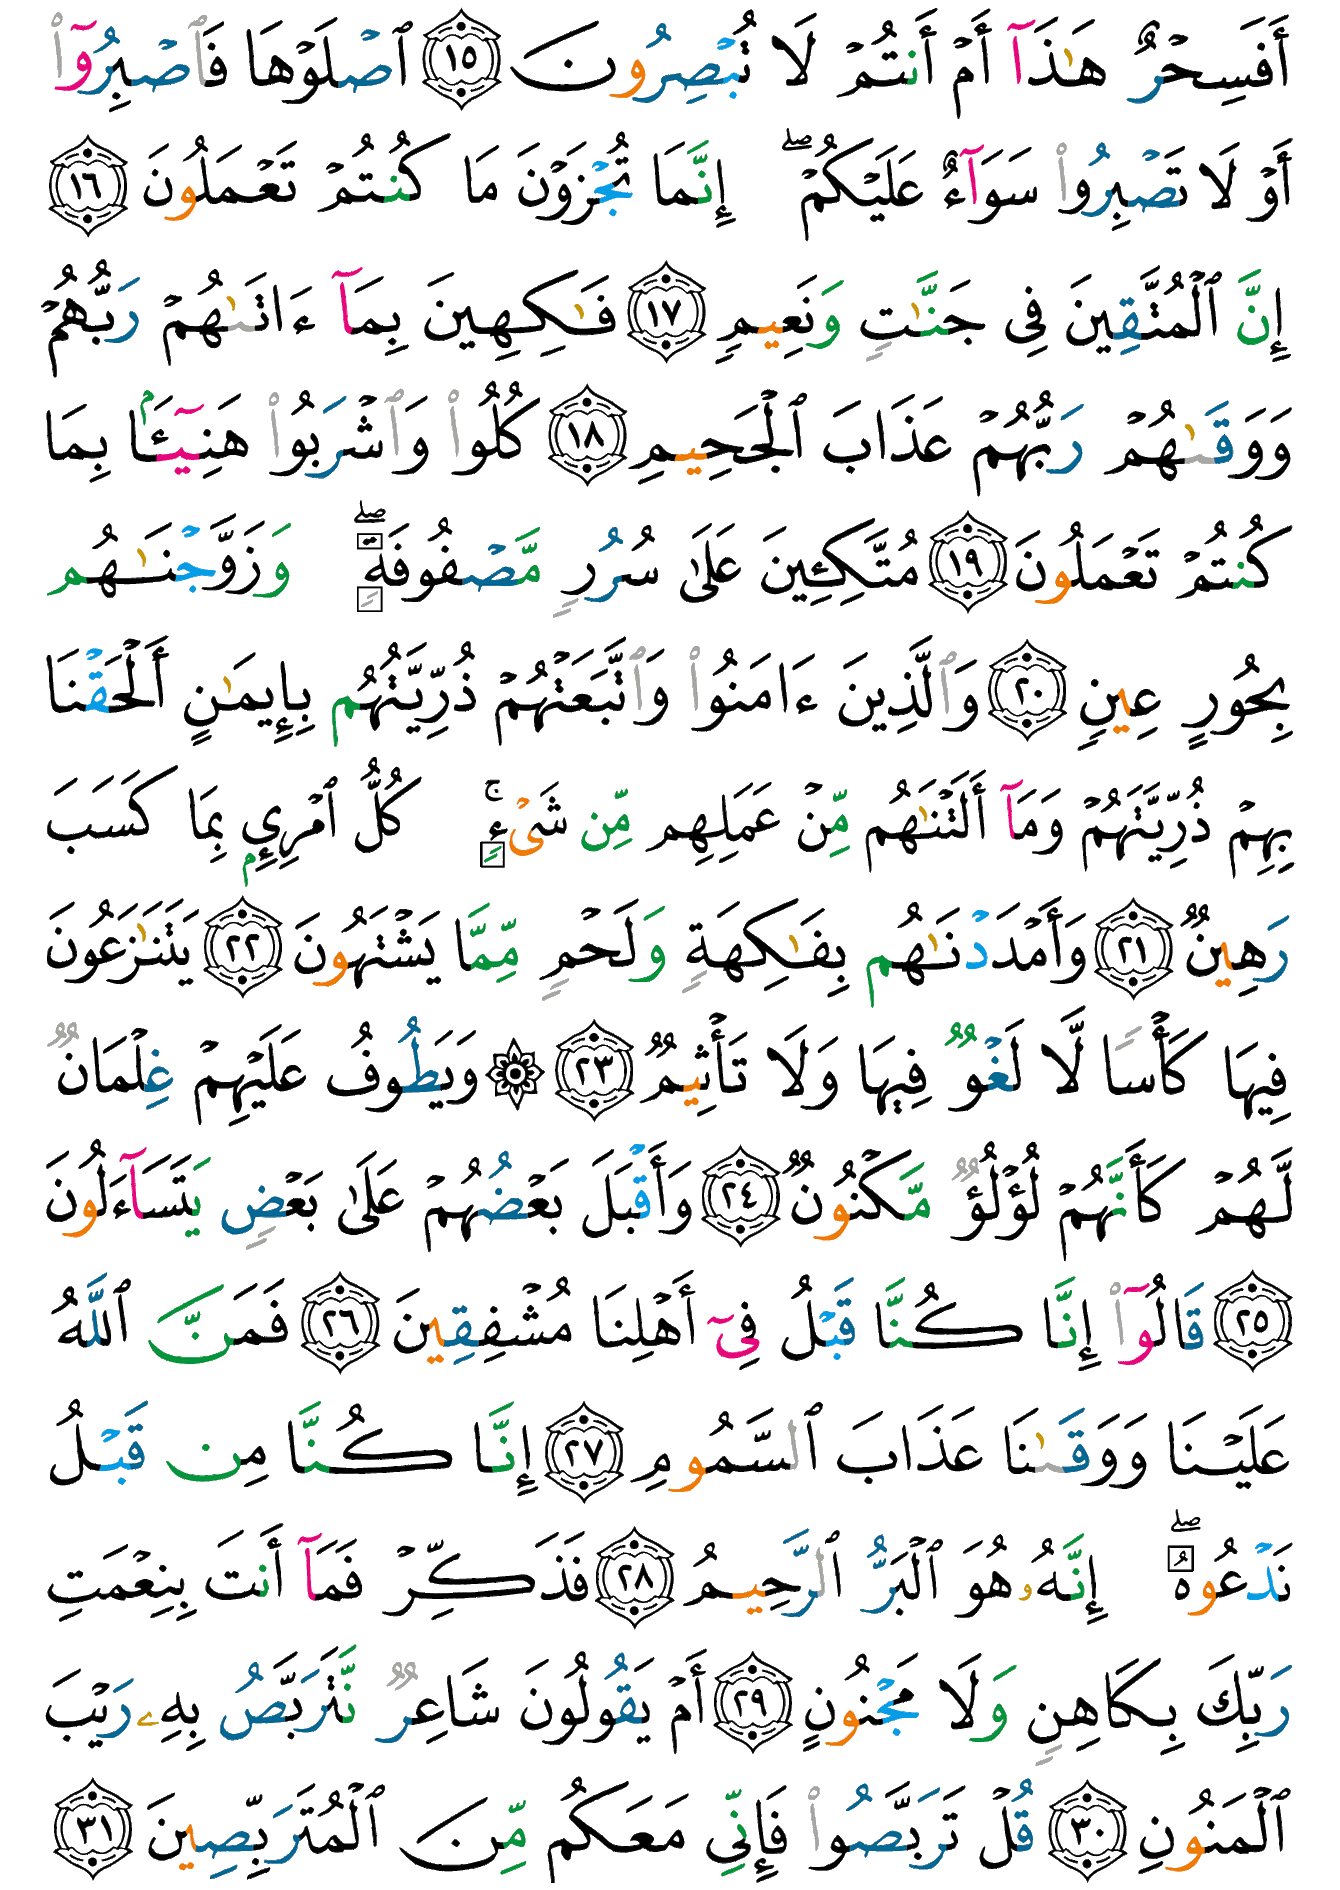 أَفَسِحۡرٌ هَٰذَآ أَمۡ أَنتُمۡ لَا تُبۡصِرُونَ ١٥ ٱصۡلَوۡهَا فَٱصۡبِرُوٓاْ
أَوۡ لَا تَصۡبِرُواْ سَوَآءٌ عَلَيۡكُمۡۖ إِنَّمَا تُجۡزَوۡنَ مَا كُنتُمۡ تَعۡمَلُونَ ١٦
إِنَّ ٱلۡمُتَّقِينَ فِي جَنَّٰتٖ وَنَعِيمٖ ١٧ فَٰكِهِينَ بِمَآ ءَاتَىٰهُمۡ رَبُّهُمۡ
وَوَقَىٰهُمۡ رَبُّهُمۡ عَذَابَ ٱلۡجَحِيمِ ١٨ كُلُواْ وَٱشۡرَبُواْ هَنِيٓـَٔۢا بِمَا
كُنتُمۡ تَعۡمَلُونَ ١٩ مُتَّكِـِٔينَ عَلَىٰ سُرُرٖ مَّصۡفُوفَةٖۖ وَزَوَّجۡنَٰهُم
بِحُورٍ عِينٖ ٢٠ وَٱلَّذِينَ ءَامَنُواْ وَٱتَّبَعَتۡهُمۡ ذُرِّيَّتُهُم بِإِيمَٰنٍ أَلۡحَقۡنَا
بِهِمۡ ذُرِّيَّتَهُمۡ وَمَآ أَلَتۡنَٰهُم مِّنۡ عَمَلِهِم مِّن شَيۡءٖۚ كُلُّ ٱمۡرِيِٕۭ بِمَا كَسَبَ
رَهِينٞ ٢١ وَأَمۡدَدۡنَٰهُم بِفَٰكِهَةٖ وَلَحۡمٖ مِّمَّا يَشۡتَهُونَ ٢٢ يَتَنَٰزَعُونَ
فِيهَا كَأۡسٗا لَّا لَغۡوٞ فِيهَا وَلَا تَأۡثِيمٞ ٢٣ ۞ وَيَطُوفُ عَلَيۡهِمۡ غِلۡمَانٞ
لَّهُمۡ كَأَنَّهُمۡ لُؤۡلُؤٞ مَّكۡنُونٞ ٢٤ وَأَقۡبَلَ بَعۡضُهُمۡ عَلَىٰ بَعۡضٖ يَتَسَآءَلُونَ
٢٥ قَالُوٓاْ إِنَّا كُنَّا قَبۡلُ فِيٓ أَهۡلِنَا مُشۡفِقِينَ ٢٦ فَمَنَّ ٱللَّهُ
عَلَيۡنَا وَوَقَىٰنَا عَذَابَ ٱلسَّمُومِ ٢٧ إِنَّا كُنَّا مِن قَبۡلُ
نَدۡعُوهُۖ إِنَّهُۥ هُوَ ٱلۡبَرُّ ٱلرَّحِيمُ ٢٨ فَذَكِّرۡ فَمَآ أَنتَ بِنِعۡمَتِ
رَبِّكَ بِكَاهِنٖ وَلَا مَجۡنُونٍ ٢٩ أَمۡ يَقُولُونَ شَاعِرٞ نَّتَرَبَّصُ بِهِۦ رَيۡبَ
ٱلۡمَنُونِ ٣٠ قُلۡ تَرَبَّصُواْ فَإِنِّي مَعَكُم مِّنَ ٱلۡمُتَرَبِّصِينَ ٣١